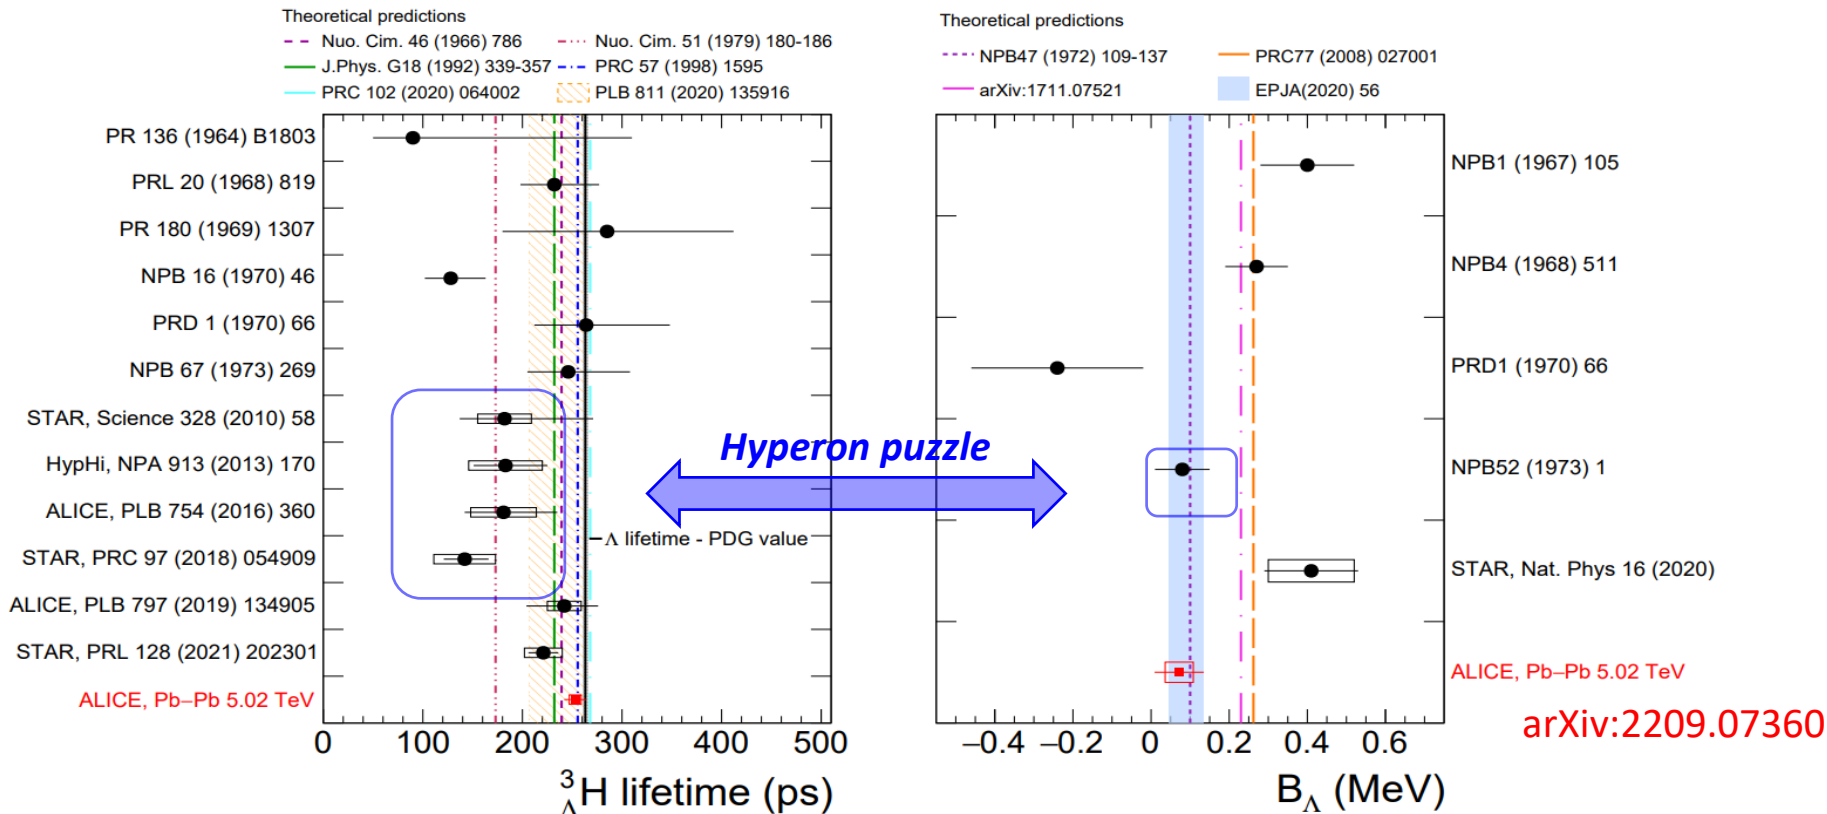 Theoretical predictions
Nuo. Cim. 46 (1966) 786
Nuo. Cim. 51 (1979) 180-186
J.Phys. G18 (1992) 339-357
PRC 57 (1998) 1595
PRC 102 (2020) 064002
PLB 811 (2020) 135916
PR 136 (1964) B1803
PRL 20 (1968) 819
PR 180 (1969) 1307
NPB 16 (1970) 46
PRD 1 (1970) 66
NPB 67 (1973) 269
STAR, Science 328 (2010) 58
HypHi, NPA 913 (2013) 170
ALICE, PLB 754 (2016) 360
STAR, PRC 97 (2018) 054909
ALICE, PLB 797 (2019) 134905
STAR, PRL 128 (2021) 202301
ALICE, Pb–Pb 5.02 TeV
Λ lifetime - PDG value
0 100 200 300 400 500
³ΛH lifetime (ps)
Hyperon puzzle
Theoretical predictions
NPB47 (1972) 109-137
PRC77 (2008) 027001
arXiv:1711.07521
EPJA(2020) 56
NPB1 (1967) 105
NPB4 (1968) 511
PRD1 (1970) 66
NPB52 (1973) 1
STAR, Nat. Phys 16 (2020)
ALICE, Pb–Pb 5.02 TeV
−0.4 −0.2 0 0.2 0.4 0.6
BΛ (MeV)
arXiv:2209.07360